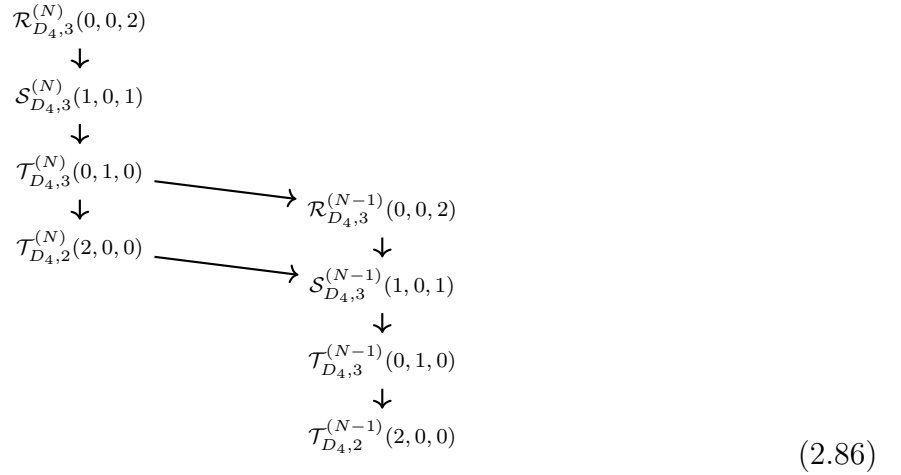 $\mathcal{R}_{D_4,3}^{(N)}(0,0,2)$
↓
$\mathcal{S}_{D_4,3}^{(N)}(1,0,1)$
↓
$\mathcal{T}_{D_4,3}^{(N)}(0,1,0)$
$\mathcal{R}_{D_4,3}^{(N-1)}(0,0,2)$
↓
$\mathcal{T}_{D_4,2}^{(N)}(2,0,0)$
↓
$\mathcal{S}_{D_4,3}^{(N-1)}(1,0,1)$
↓
$\mathcal{T}_{D_4,3}^{(N-1)}(0,1,0)$
↓
$\mathcal{T}_{D_4,2}^{(N-1)}(2,0,0)$
(2.86)